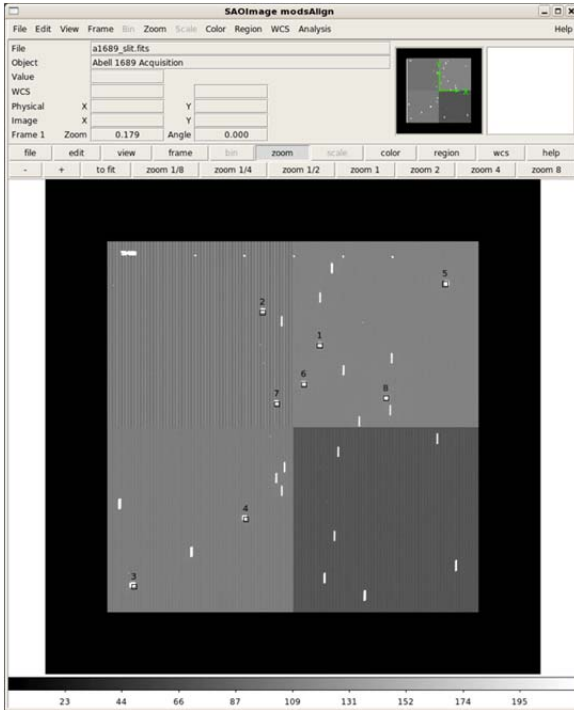 SAOImage modsAlign
File Edit View Frame Bin Zoom Scale Color Region WCS Analysis Help
File a1689_slit.fits
Object Abell 1689 Acquisition
Value
WCS
Physical X Y
Image X Y
Frame 1 Zoom 0.179 Angle 0.000
file edit view frame bin zoom scale color region wcs help
- + to fit zoom 1/8 zoom 1/4 zoom 1/2 zoom 1 zoom 2 zoom 4 zoom 8
5
2
1
6
7 8
4
3
23 44 66 87 109 131 152 174 195